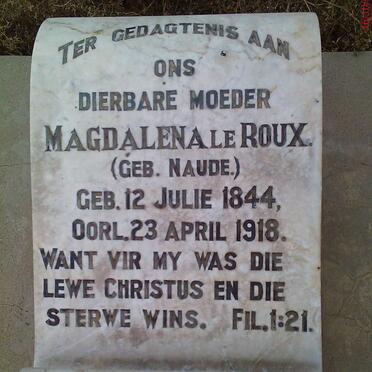 TER GEDAGTENIS AAN
ONS
DIERBARE MOEDER
MAGDALENA LE ROUX.
(GEB. NAUDE.)
GEB. 12 JULIE 1844,
OORL. 23 APRIL 1918.
WANT VIR MY WAS DIE
LEWE CHRISTUS EN DIE
STERWE WINS. FIL. 1:21.